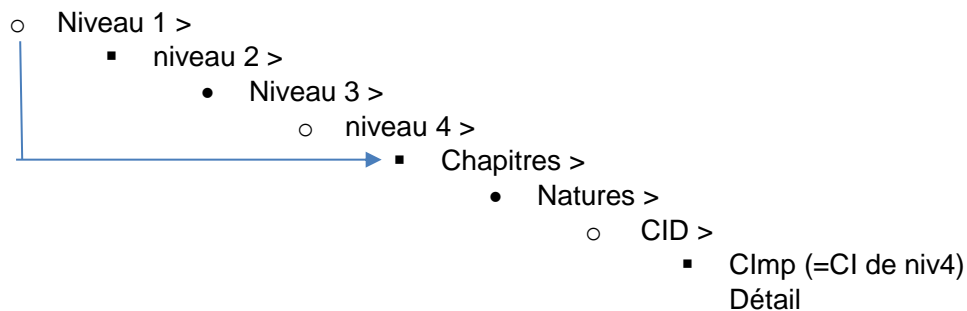 o Niveau 1 >
▪ niveau 2 >
• Niveau 3 >
o niveau 4 >
▪ Chapitres >
• Natures >
o CID >
▪ CImp (=CI de niv4)
Détail